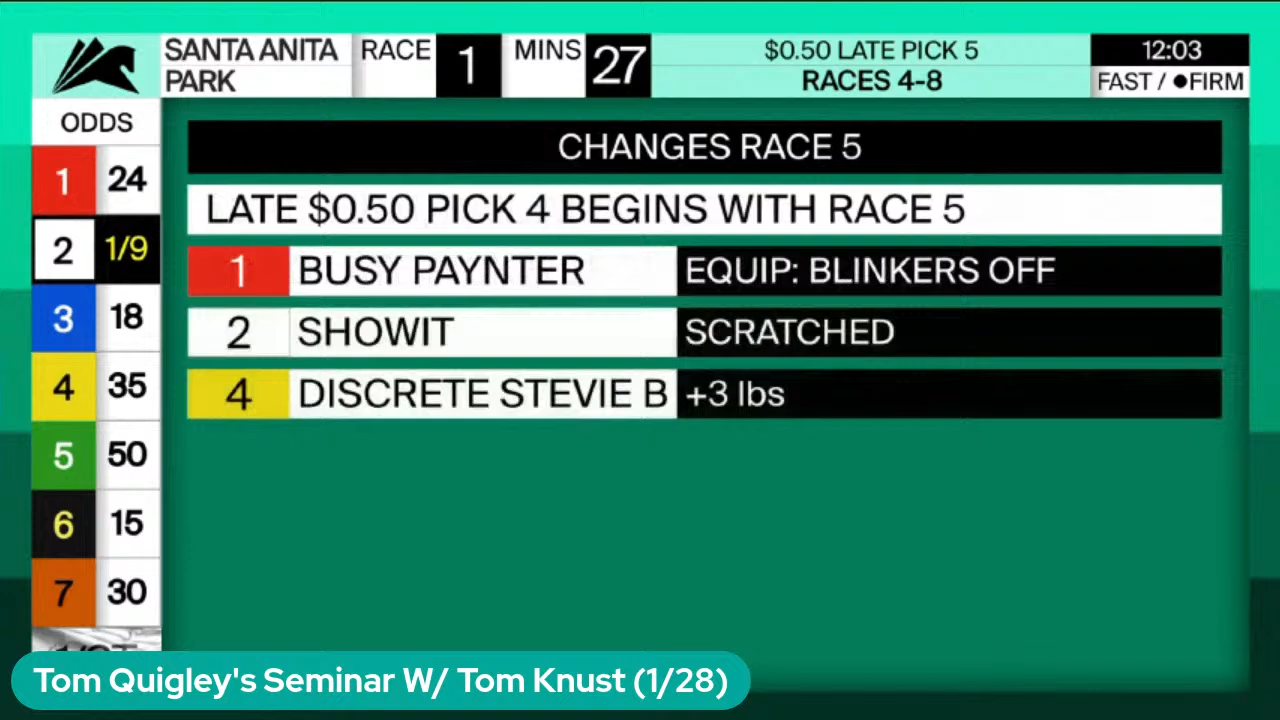 SANTA ANITA
PARK
RACE 1
MINS 27
$0.50 LATE PICK 5
RACES 4-8
12:03
FAST / ●FIRM
ODDS
1 24
2 1/9
3 18
4 35
5 50
6 15
7 30
CHANGES RACE 5
LATE $0.50 PICK 4 BEGINS WITH RACE 5
1 BUSY PAYNTER EQUIP: BLINKERS OFF
2 SHOWIT SCRATCHED
4 DISCRETE STEVIE B +3 lbs
Tom Quigley's Seminar W/ Tom Knust (1/28)